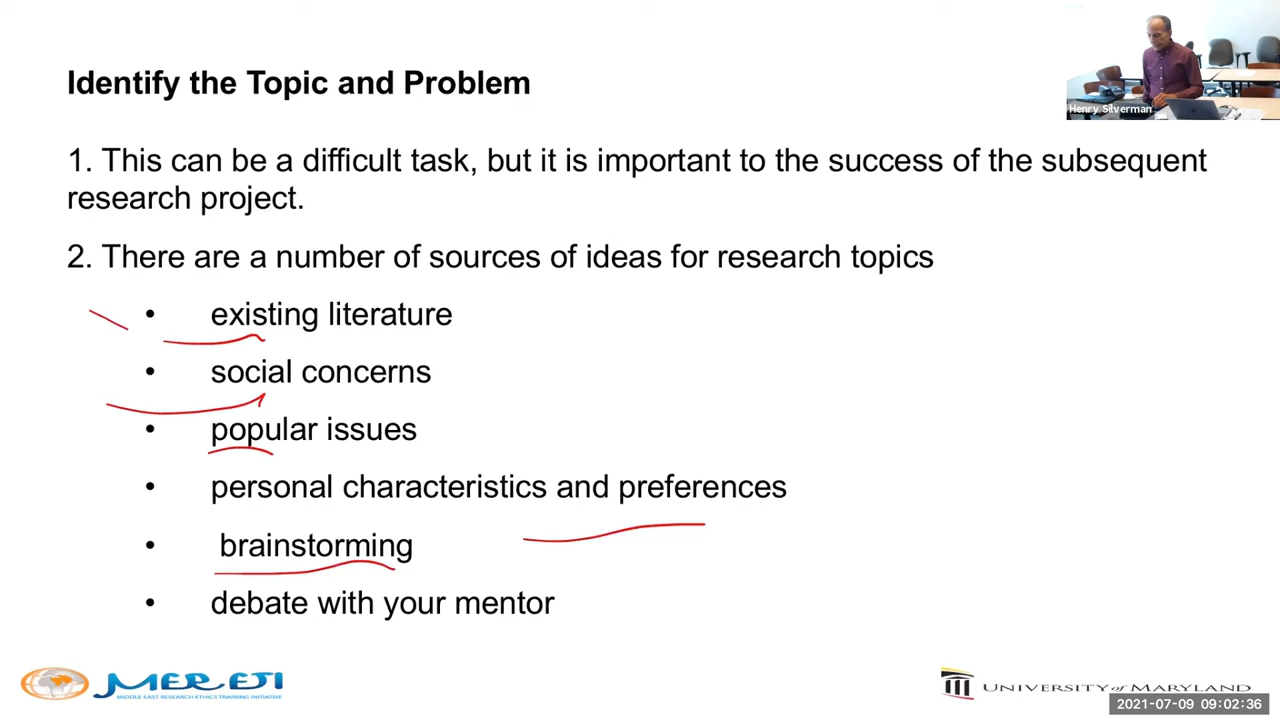 Identify the Topic and Problem
Henry Silverman
1. This can be a difficult task, but it is important to the success of the subsequent
research project.
2. There are a number of sources of ideas for research topics
• existing literature
• social concerns
• popular issues
• personal characteristics and preferences
• brainstorming
• debate with your mentor
MERETI
MIDDLE EAST RESEARCH ETHICS TRAINING INITIATIVE
UNIVERSITY of MARYLAND
2021-07-09 09:02:36